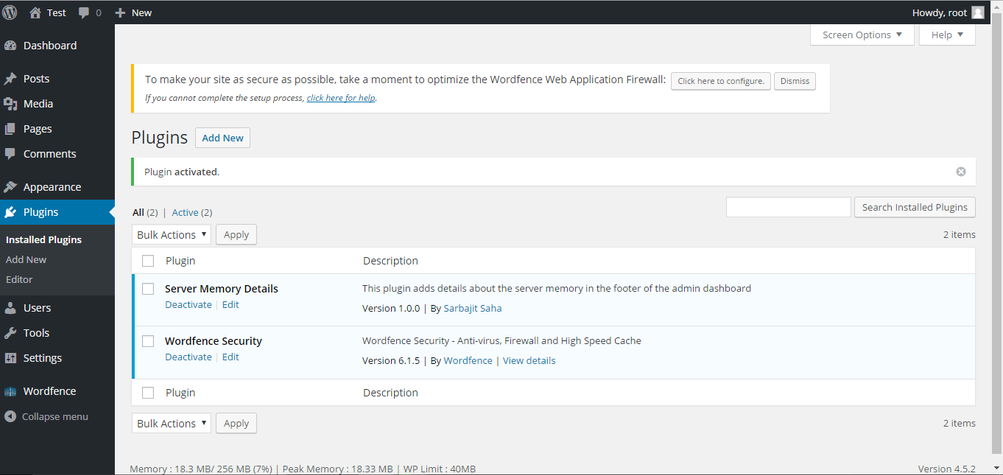 Test 0 New Howdy, root
Screen Options Help
Dashboard
Posts
Media
Pages
Comments
Appearance
Plugins
Installed Plugins
Add New
Editor
Users
Tools
Settings
Wordfence
Collapse menu
To make your site as secure as possible, take a moment to optimize the Wordfence Web Application Firewall: Click here to configure. Dismiss
If you cannot complete the setup process, click here for help.
Plugins Add New
Plugin activated.
All (2) | Active (2)
Search Installed Plugins
Bulk Actions Apply 2 items
Plugin Description
Server Memory Details This plugin adds details about the server memory in the footer of the admin dashboard
Deactivate | Edit Version 1.0.0 | By Sarbajit Saha
Wordfence Security Wordfence Security - Anti-virus, Firewall and High Speed Cache
Deactivate | Edit Version 6.1.5 | By Wordfence | View details
Plugin Description
Bulk Actions Apply 2 items
Memory : 18.3 MB/ 256 MB (7%) | Peak Memory : 18.33 MB | WP Limit : 40MB Version 4.5.2